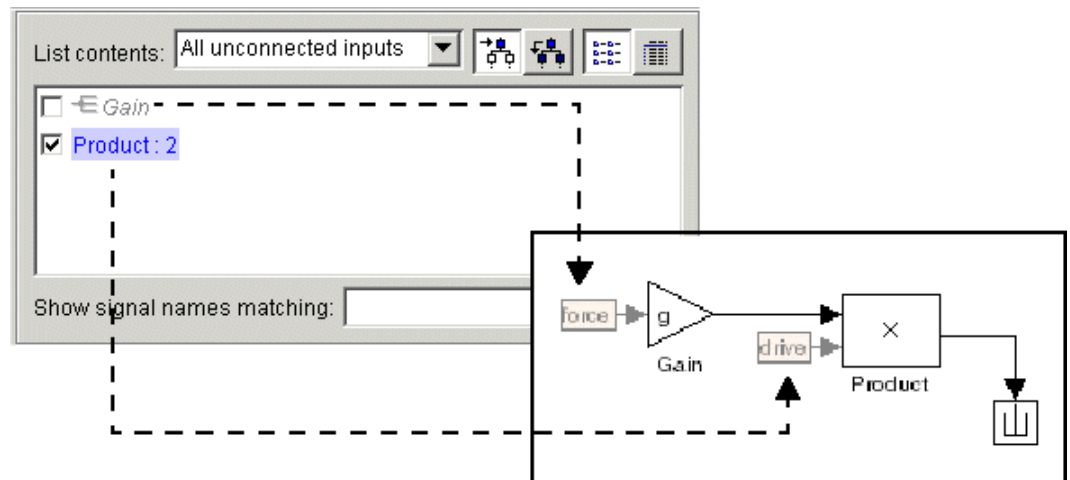 List contents: All unconnected inputs
Gain
Product : 2
Show signal names matching:
force
g
Gain
drive
×
Product